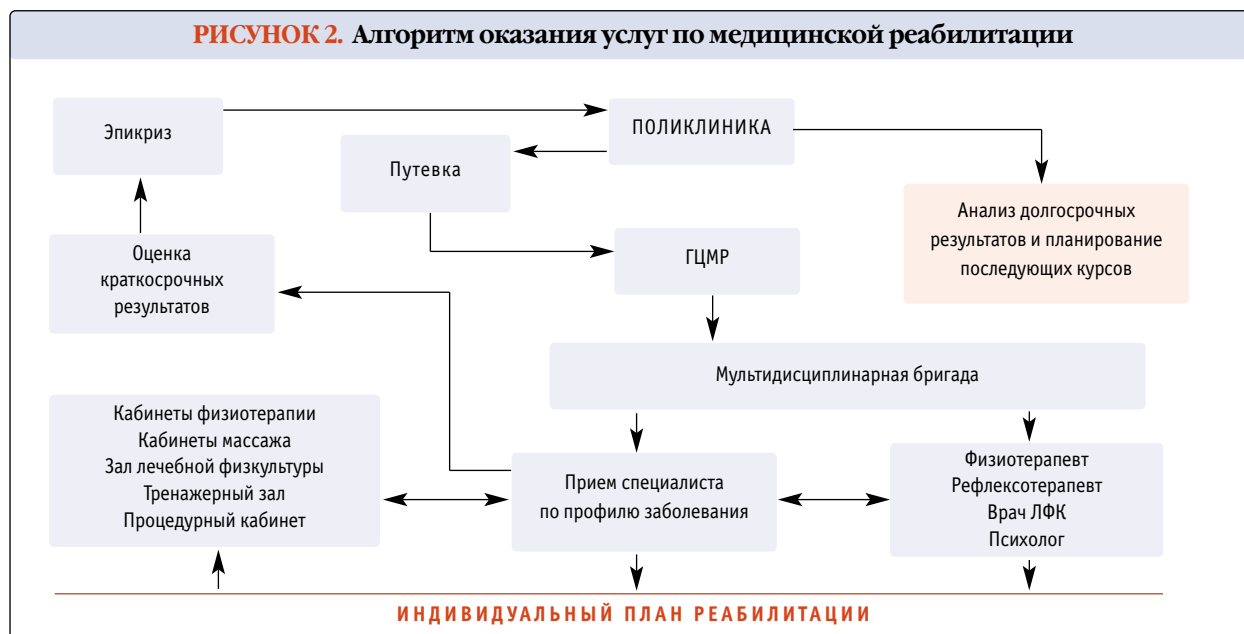 РИСУНОК 2. Алгоритм оказания услуг по медицинской реабилитации
Эпикриз
ПОЛИКЛИНИКА
Путевка
Анализ долгосрочных
результатов и планирование
последующих курсов
Оценка
краткосрочных
результатов
ГЦМР
Мультидисциплинарная бригада
Кабинеты физиотерапии
Кабинеты массажа
Зал лечебной физкультуры
Тренажерный зал
Процедурный кабинет
Прием специалиста
по профилю заболевания
Физиотерапевт
Рефлексотерапевт
Врач ЛФК
Психолог
ИНДИВИДУАЛЬНЫЙ ПЛАН РЕАБИЛИТАЦИИ